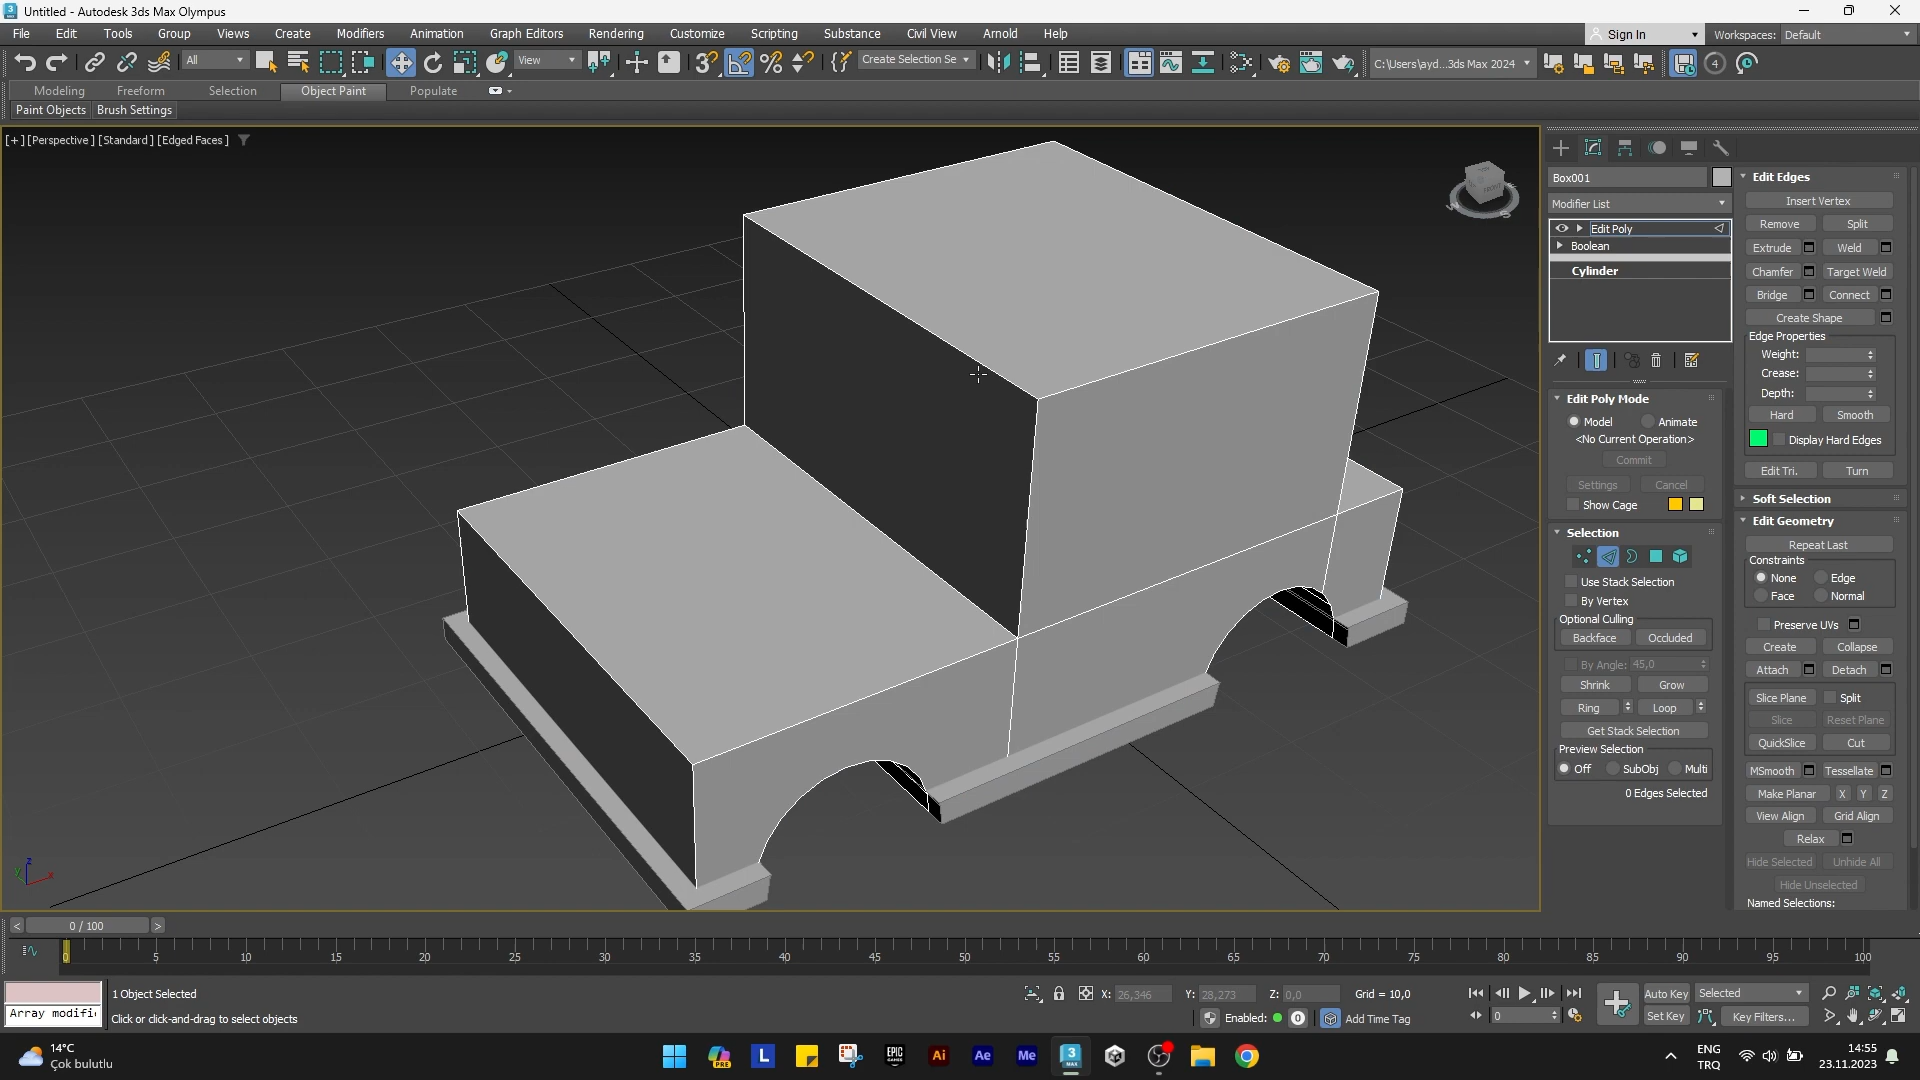 Untitled - Autodesk 3ds Max Olympus
File Edit Tools Group Views Create Modifiers Animation Graph Editors Rendering Customize Scripting Substance Civil View Arnold Help
Sign In
Workspaces: Default
All
View
3
Create Selection Se
C:\Users\ayd...3ds Max 2024
4
Modeling Freeform Selection Object Paint Populate
Paint Objects Brush Settings
[+] [Perspective ] [Standard ] [Edged Faces ]
Box001
Modifier List
Edit Poly
Boolean
Cylinder
Edit Poly Mode
Model Animate
<No Current Operation>
Commit
Settings Cancel
Show Cage
Selection
Use Stack Selection
By Vertex
Optional Culling
Backface Occluded
By Angle: 45,0
Shrink Grow
Ring Loop
Get Stack Selection
Preview Selection
Off SubObj Multi
0 Edges Selected
Edit Edges
Insert Vertex
Remove Split
Extrude Weld
Chamfer Target Weld
Bridge Connect
Create Shape
Edge Properties
Weight:
Crease:
Depth:
Hard Smooth
Display Hard Edges
Edit Tri. Turn
Soft Selection
Edit Geometry
Repeat Last
Constraints
None Edge
Face Normal
Preserve UVs
Create Collapse
Attach Detach
Slice Plane Split
Slice Reset Plane
QuickSlice Cut
MSmooth Tessellate
Make Planar X Y Z
View Align Grid Align
Relax
Hide Selected Unhide All
Hide Unselected
Named Selections:
z
y
x
< 0 / 100 >
0 5 10 15 20 25 30 35 40 45 50 55 60 65 70 75 80 85 90 95 100
1 Object Selected
X: 26,346 Y: 28,273 Z: 0,0 Grid = 10,0
Array modifi
Click or click-and-drag to select objects
Enabled: 0 Add Time Tag
0
Auto Key Selected
Set Key Key Filters...
14°C
Çok bulutlu
PRE
L
EPIC
GAMES
Ai
Ae
Me
3
MAX
ENG
TRQ
14:55
23.11.2023